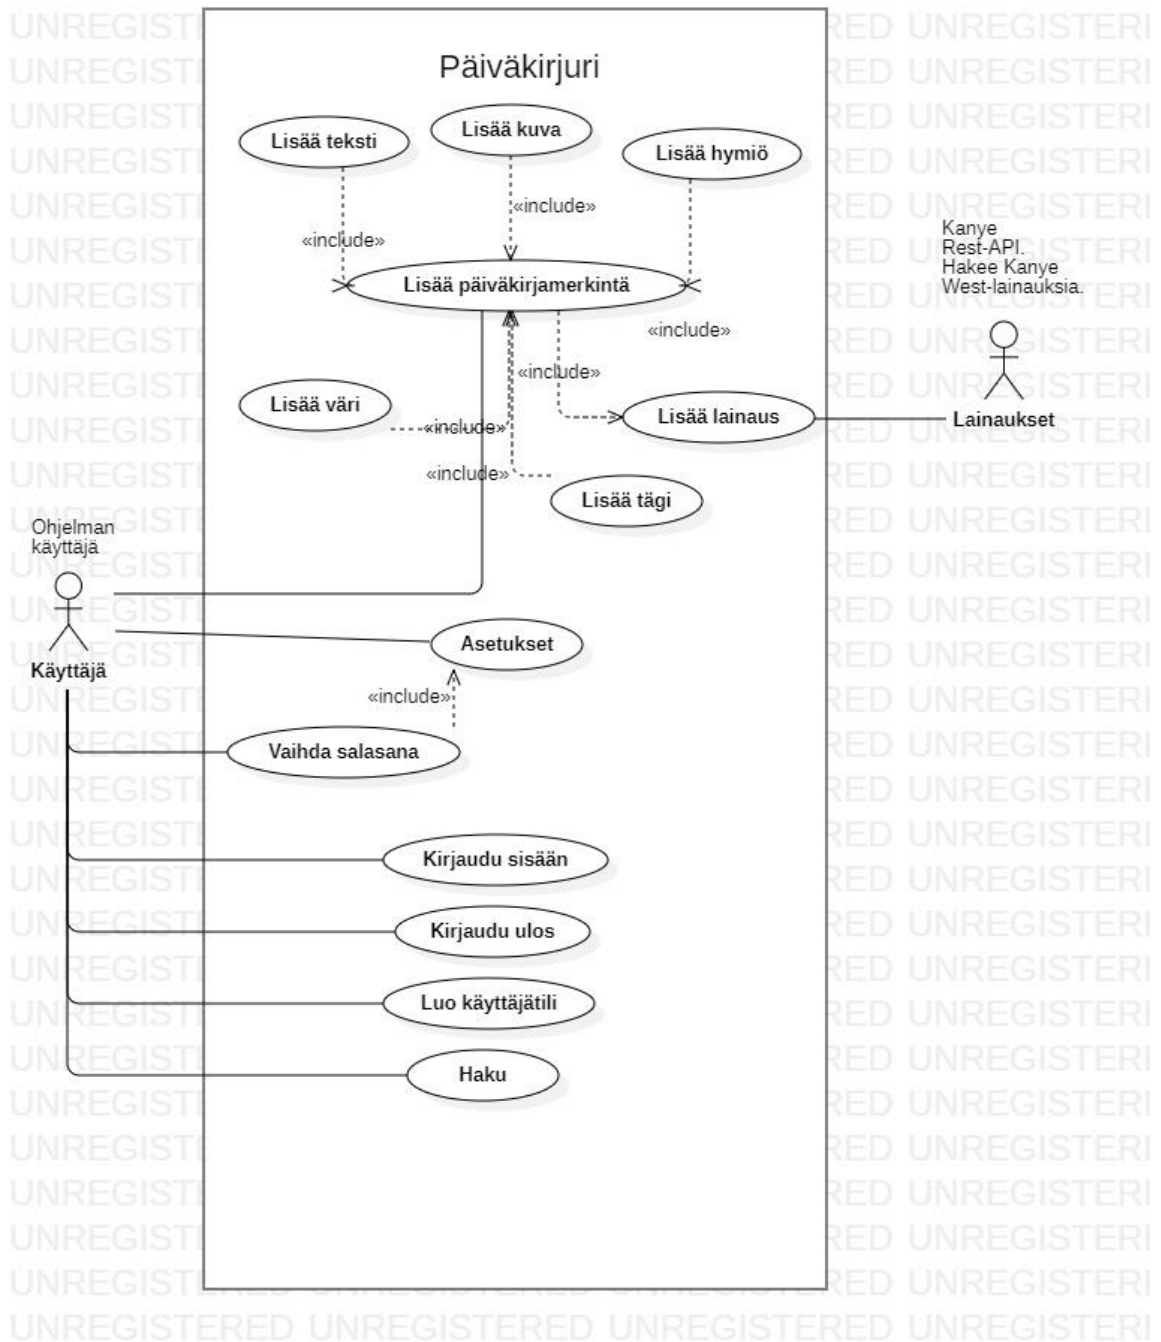 Päiväkirjuri
Lisää teksti
Lisää kuva
Lisää hymiö
«include»
«include»
Lisää päiväkirjamerkintä
«include»
«include»
Lisää väri
«include»
Lisää lainaus
«include»
Lisää tägi
Kanye
Rest-API.
Hakee Kanye
West-lainauksia.
Lainaukset
Ohjelman
käyttäjä
Käyttäjä
Asetukset
«include»
Vaihda salasana
Kirjaudu sisään
Kirjaudu ulos
Luo käyttäjätili
Haku
UNREGISTERED UNREGISTERED UNREGISTERED UNREGISTERI